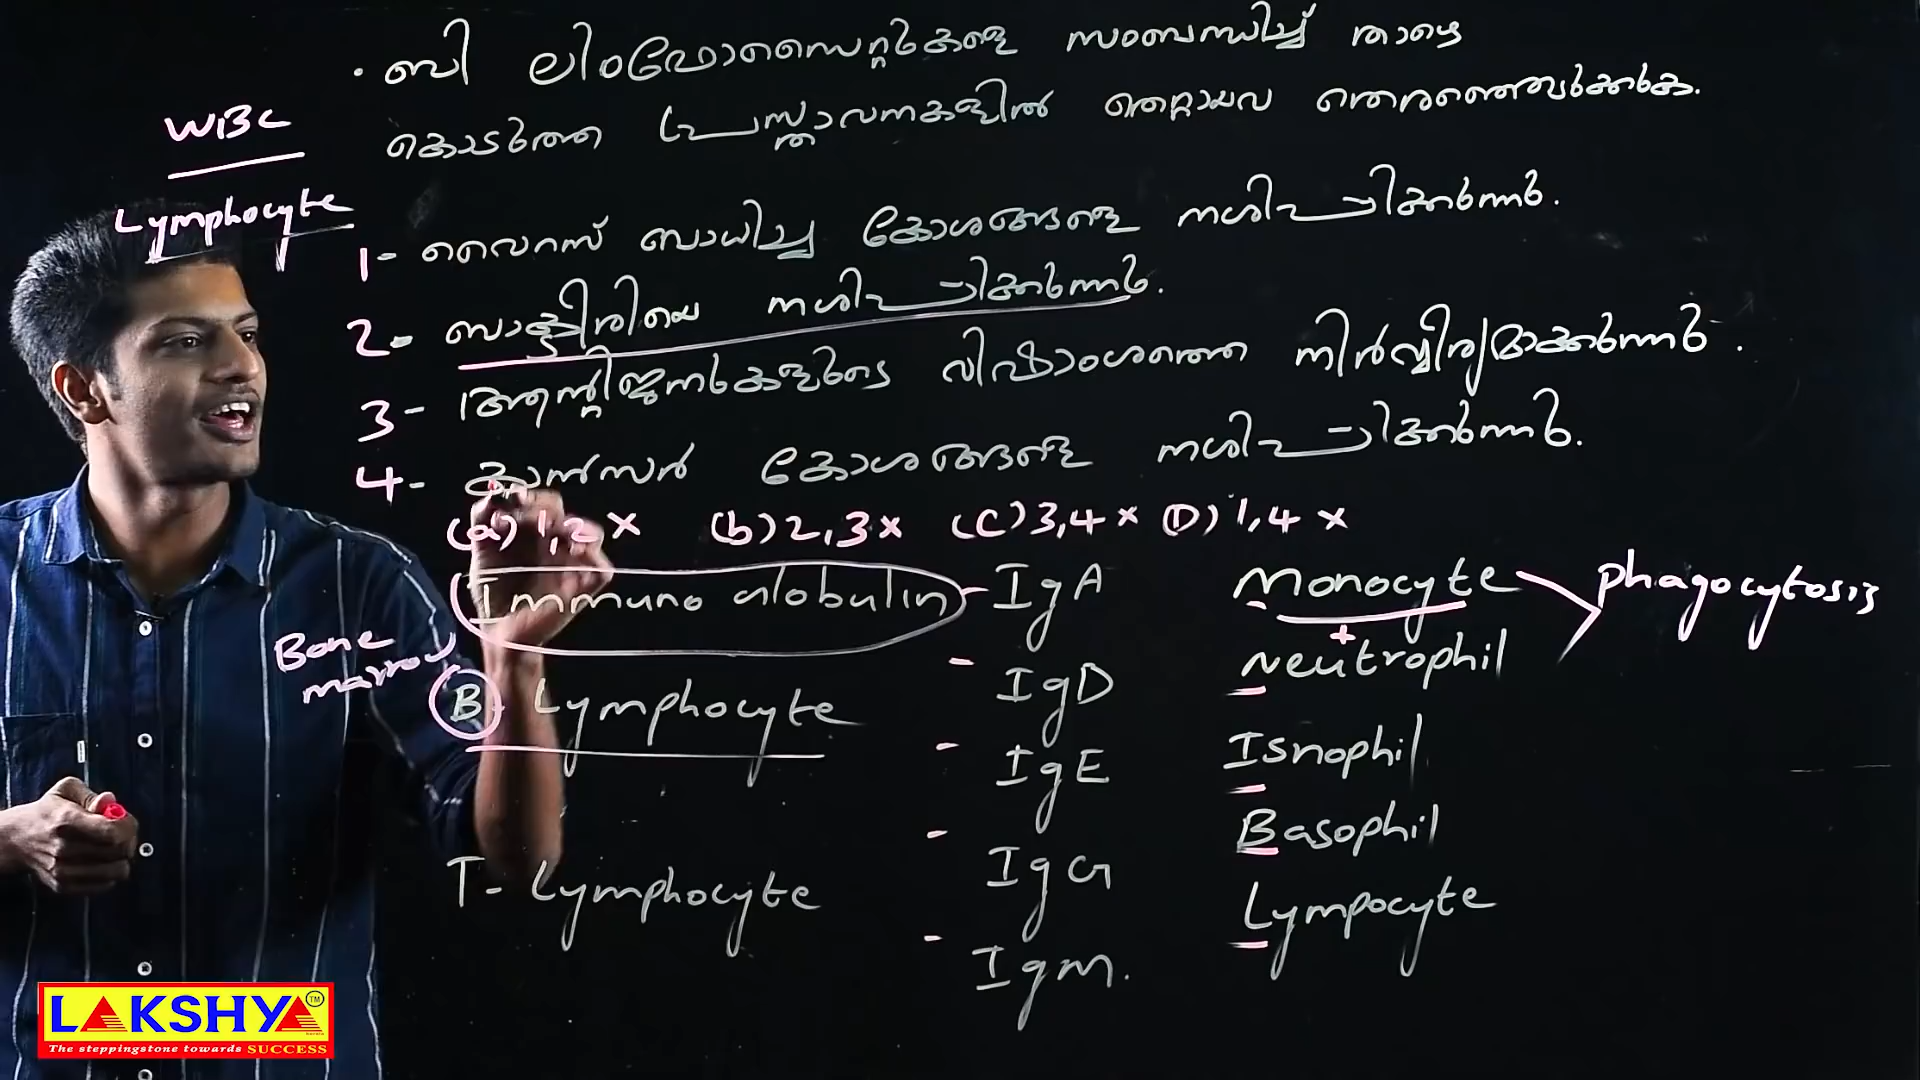 WBC
Lymphocyte
· ബി ലിംഫോസൈറ്റുകളെ സംബന്ധിച്ച് താഴെ
കൊടുത്ത പ്രസ്താവനകളിൽ തെറ്റായവ തെരഞ്ഞെടുക്കുക.
1- വൈറസ് ബാധിച്ച കോശങ്ങളെ നശിപ്പിക്കുന്നു.
2- ബാക്ടീരിയയെ നശിപ്പിക്കുന്നു.
3- ആന്റിജനുകളുടെ വിഷാംശത്തെ നിർവ്വീര്യമാക്കുന്നു.
4- ക്യാൻസർ കോശങ്ങളെ നശിപ്പിക്കുന്നു.
(a) 1,2 x (b) 2,3 x (C) 3,4 x (D) 1,4 x
Immuno globulin - IgA
- IgD
- IgE
- IgG
- IgM.
Bone marrow
B - Lymphocyte
T - Lymphocyte
Monocyte
+
Neutrophil
phagocytosis
Isnophil
Basophil
Lympocyte
LAKSHYA TM
The steppingstone towards SUCCESS